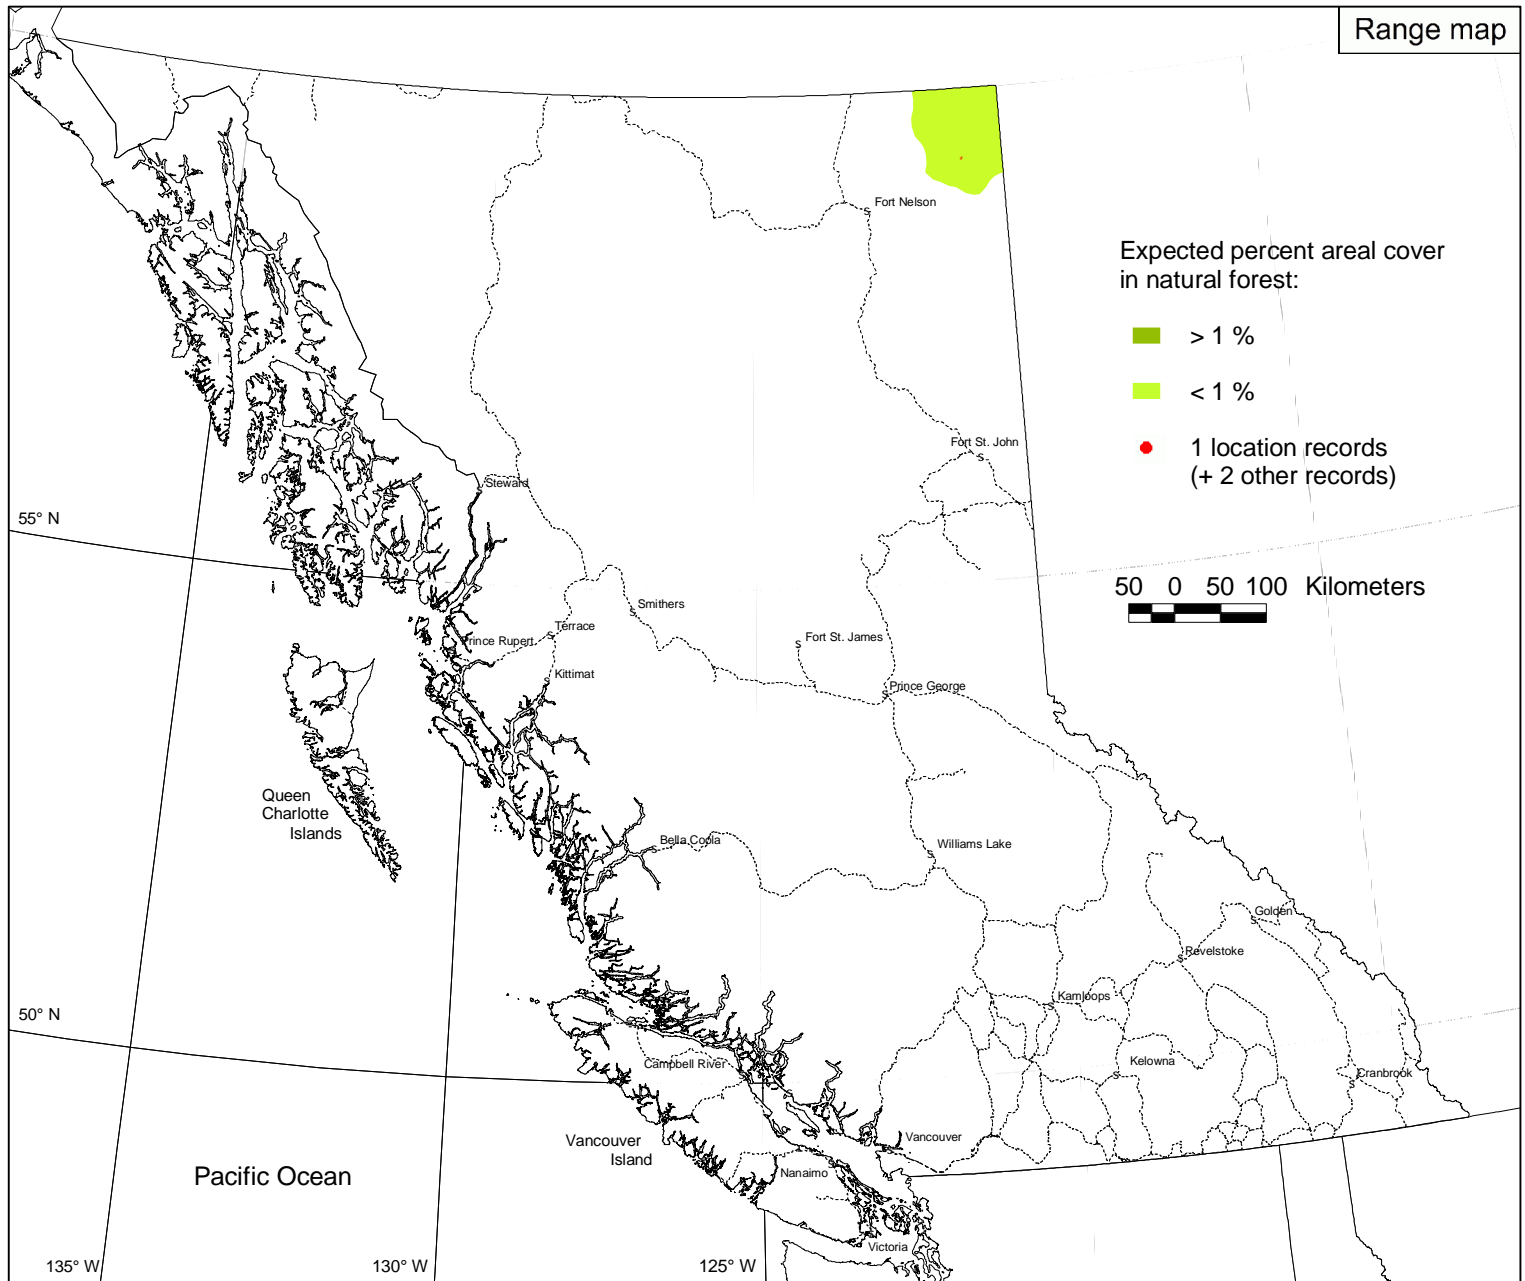 Range map
Fort Nelson
Expected percent areal cover
in natural forest:
> 1 %
< 1 %
Fort St. John
1 location records
(+ 2 other records)
Steward
55° N
50 0 50 100 Kilometers
Smithers
Terrace
Prince Rupert
Fort St. James
Kittimat
Prince George
Queen
Charlotte
Islands
Bella Coola
Williams Lake
Golden
Revelstoke
Kamloops
50° N
Campbell River
Kelowna
Cranbrook
Vancouver
Vancouver
Island
Nanaimo
Pacific Ocean
Victoria
135° W
130° W
125° W